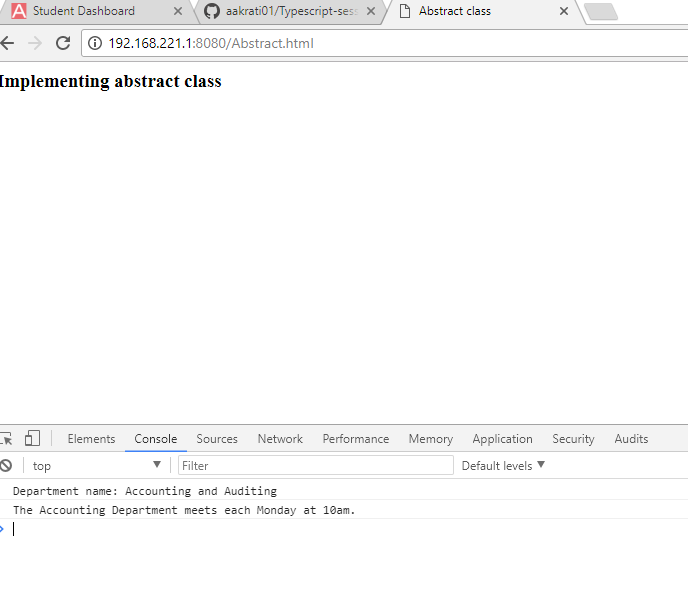 Student Dashboard
aakrati01/Typescript-sess
Abstract class
192.168.221.1:8080/Abstract.html
Implementing abstract class
Elements Console Sources Network Performance Memory Application Security Audits
top Filter Default levels
Department name: Accounting and Auditing
The Accounting Department meets each Monday at 10am.